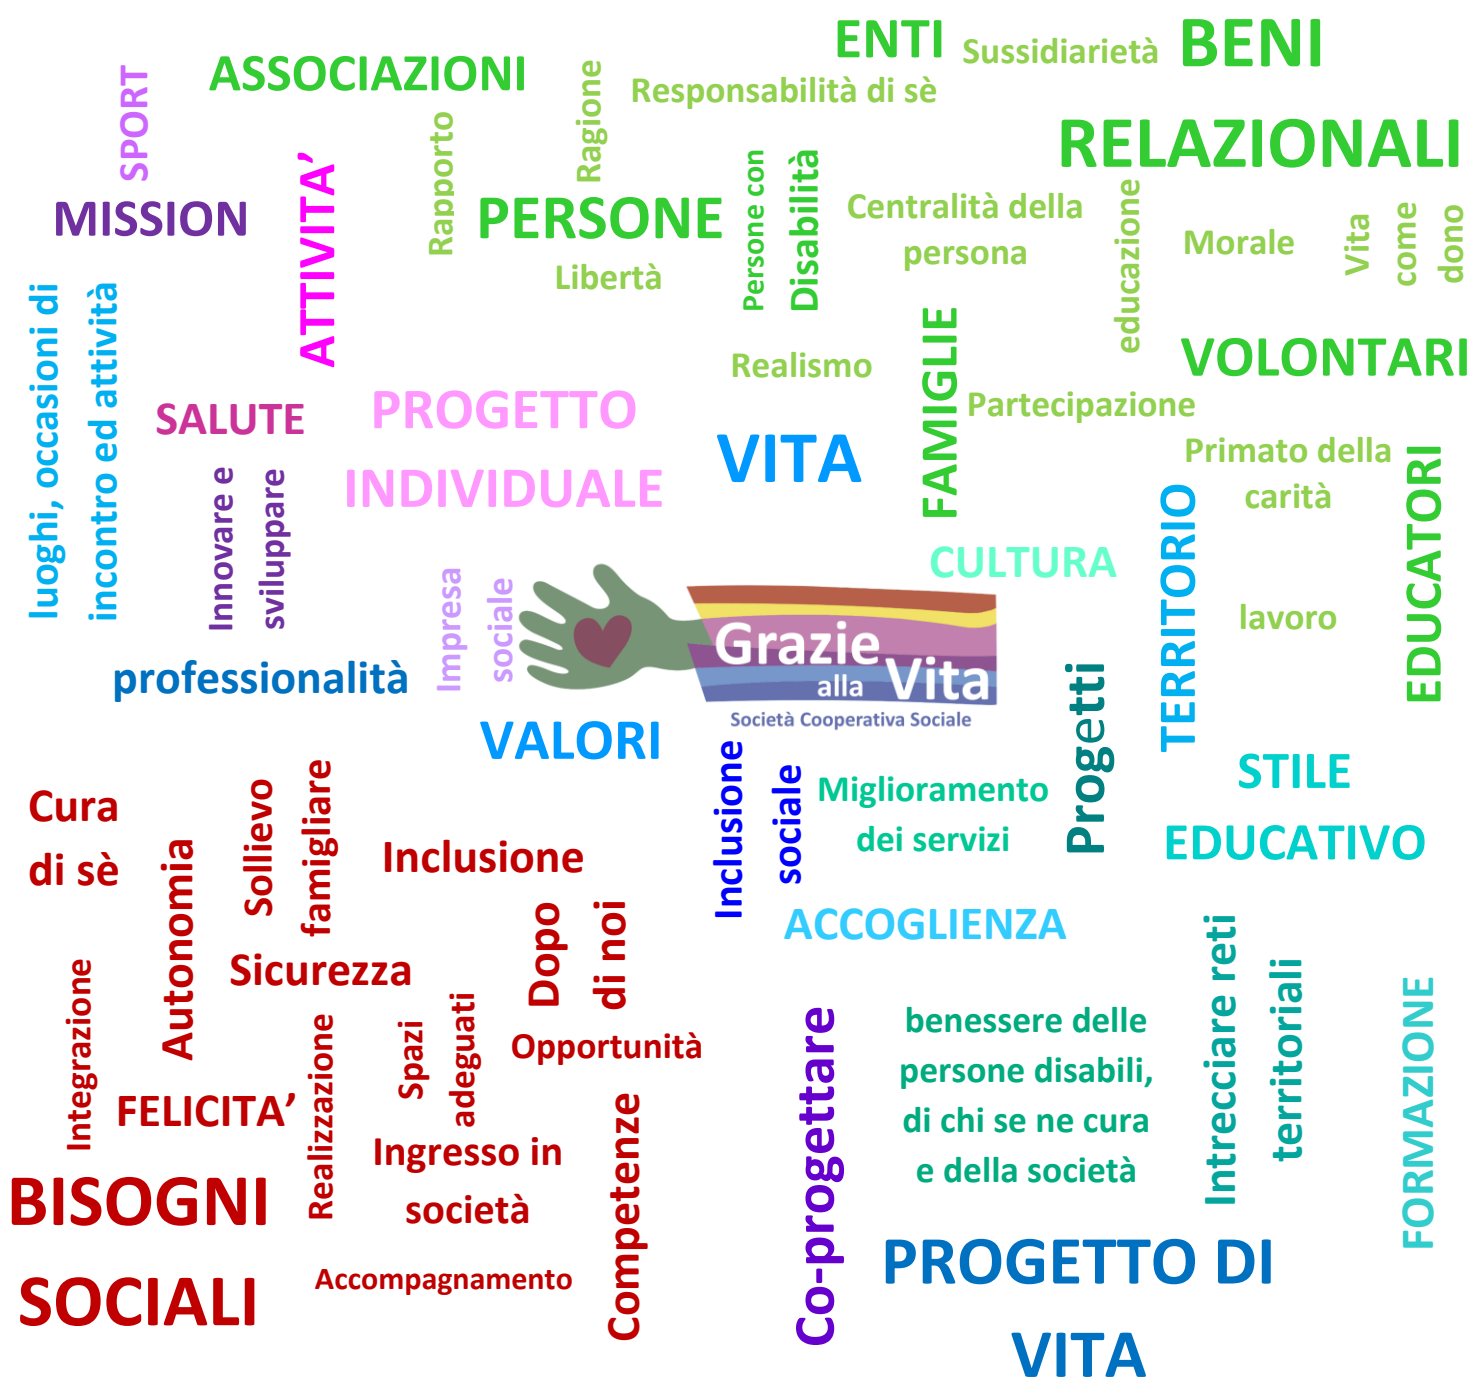 ENTI
Sussidiarietà
BENI
RELAZIONALI
ASSOCIAZIONI
SPORT
Ragione
Responsabilità di sè
Rapporto
ATTIVITA’
MISSION
PERSONE
Libertà
Persone con
Disabilità
Centralità della
persona
educazione
Morale
Vita
come
dono
luoghi, occasioni di
incontro ed attività
Realismo
FAMIGLIE
VOLONTARI
Partecipazione
SALUTE
PROGETTO
INDIVIDUALE
VITA
Primato della
carità
EDUCATORI
Innovare e
sviluppare
TERRITORIO
CULTURA
Impresa
sociale
lavoro
Grazie
alla Vita
Società Cooperativa Sociale
professionalità
VALORI
Progetti
Inclusione
sociale
Miglioramento
dei servizi
STILE
EDUCATIVO
Cura
di sè
Autonomia
Sollievo
famigliare
Inclusione
Dopo
di noi
ACCOGLIENZA
Sicurezza
Integrazione
Realizzazione
Spazi
adeguati
Opportunità
FELICITA’
Ingresso in
società
Competenze
BISOGNI
SOCIALI
Accompagnamento
Co-progettare
benessere delle
persone disabili,
di chi se ne cura
e della società
Intrecciare reti
territoriali
FORMAZIONE
PROGETTO DI
VITA